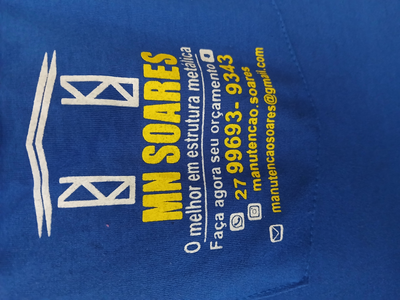 MN SOARES
O melhor em estrutura metálica
Faça agora seu orçamento
27 99693-9343
manutencao.soares
manutencaosoares@gmail.com